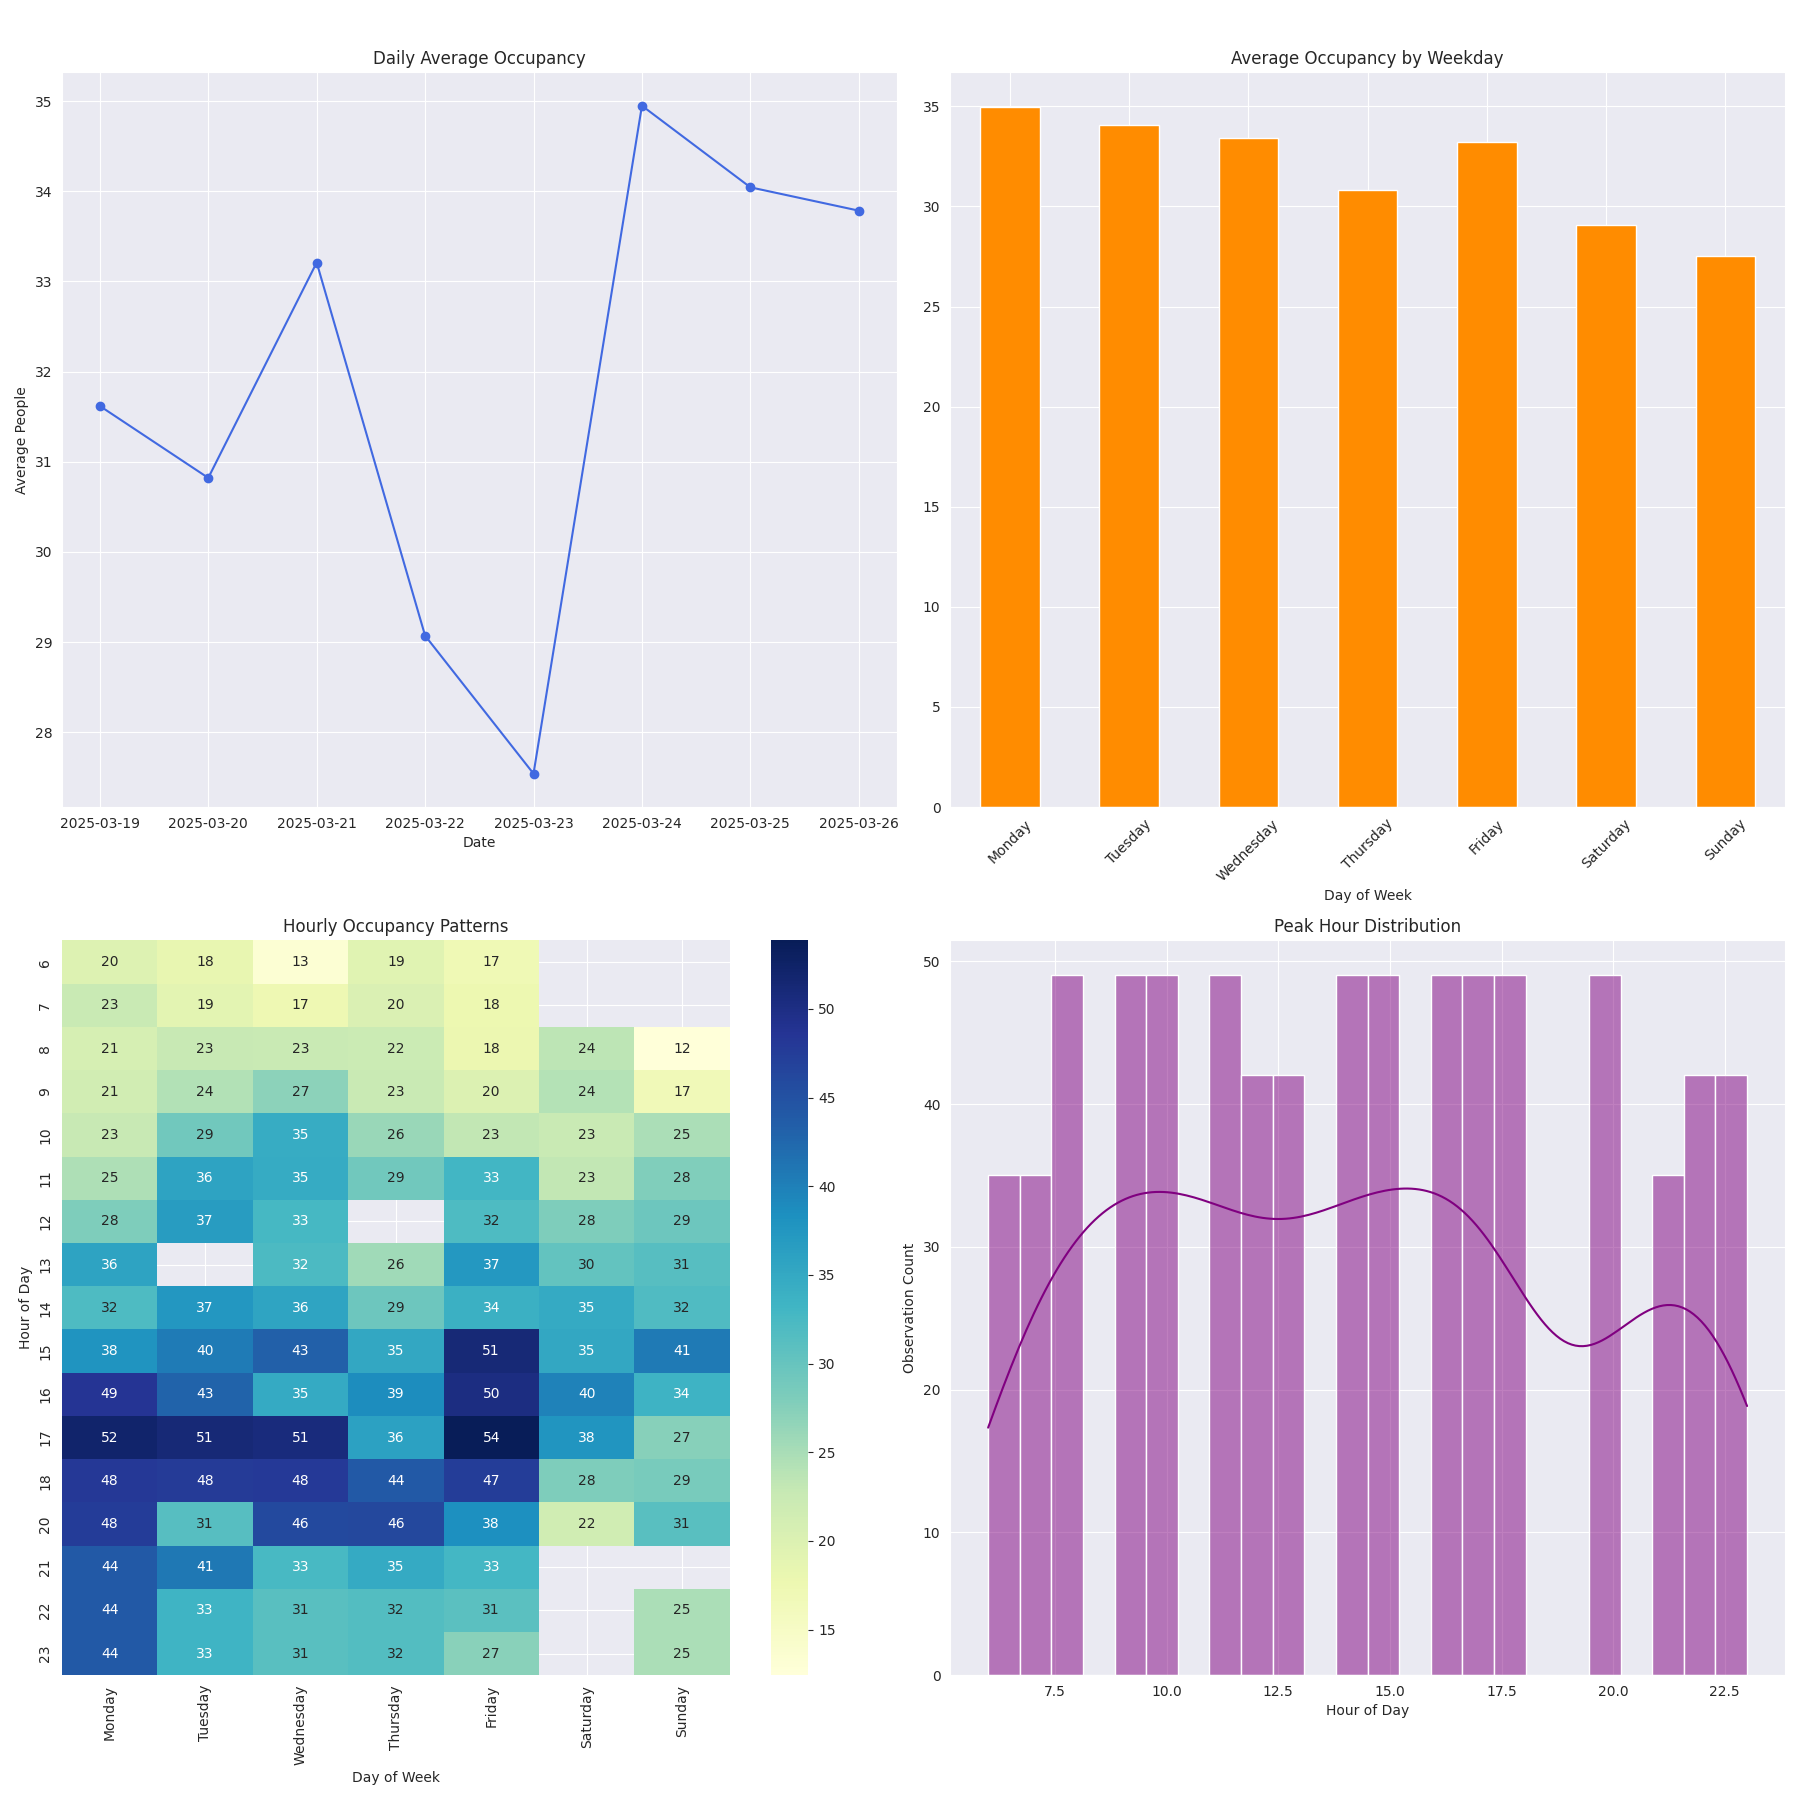 Daily Average Occupancy
35
34
33
32
31
30
29
28
Average People
2025-03-19 2025-03-20 2025-03-21 2025-03-22 2025-03-23 2025-03-24 2025-03-25 2025-03-26
Date
Average Occupancy by Weekday
35
30
25
20
15
10
5
0
Monday Tuesday Wednesday Thursday Friday Saturday Sunday
Day of Week
Hourly Occupancy Patterns
6 20 18 13 19 17
7 23 19 17 20 18
8 21 23 23 22 18 24 12
9 21 24 27 23 20 24 17
10 23 29 35 26 23 23 25
11 25 36 35 29 33 23 28
12 28 37 33 32 28 29
13 36 32 26 37 30 31
14 32 37 36 29 34 35 32
15 38 40 43 35 51 35 41
16 49 43 35 39 50 40 34
17 52 51 51 36 54 38 27
18 48 48 48 44 47 28 29
20 48 31 46 46 38 22 31
21 44 41 33 35 33
22 44 33 31 32 31 25
23 44 33 31 32 27 25
Hour of Day
Monday Tuesday Wednesday Thursday Friday Saturday Sunday
Day of Week
50
45
40
35
30
25
20
15
Peak Hour Distribution
50
40
30
20
10
0
Observation Count
7.5 10.0 12.5 15.0 17.5 20.0 22.5
Hour of Day